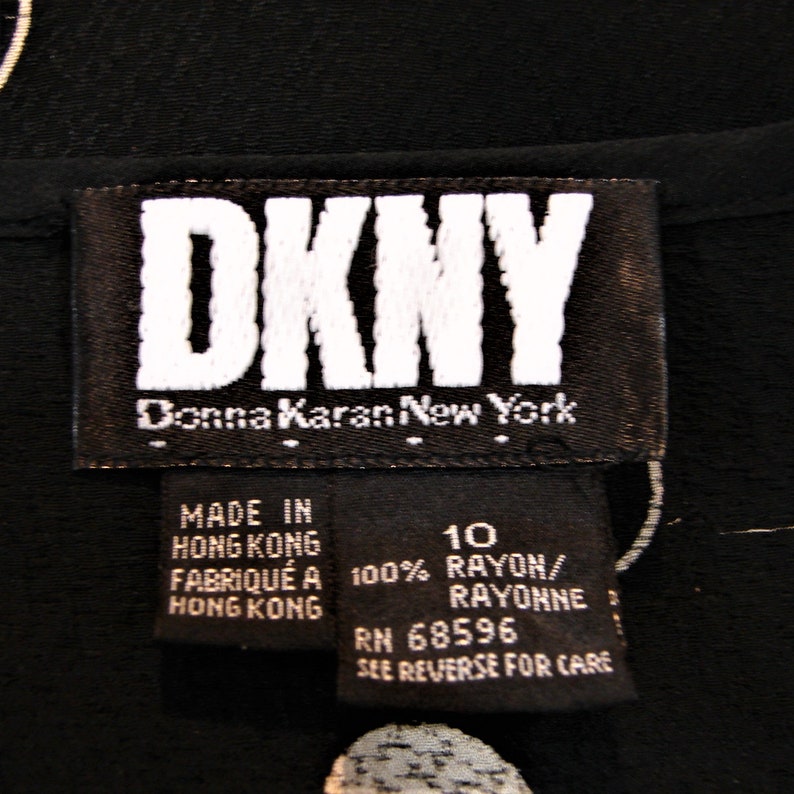 DKNY
Donna Karan New York
MADE IN
HONG KONG
FABRIQUÉ A
HONG KONG
10
100% RAYON/
RAYONNE
RN 68596
SEE REVERSE FOR CARE